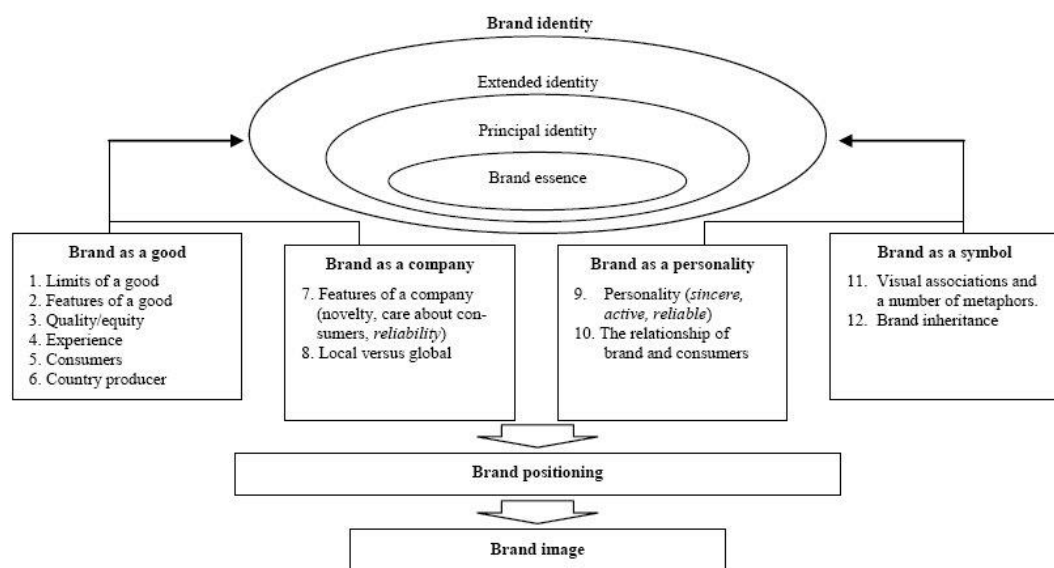 Brand identity
Extended identity
Principal identity
Brand essence
Brand as a good
1. Limits of a good
2. Features of a good
3. Quality/equity
4. Experience
5. Consumers
6. Country producer
Brand as a company
7. Features of a company
(novelty, care about con-
sumers, reliability)
8. Local versus global
Brand as a personality
9. Personality (sincere,
active, reliable)
10. The relationship of
brand and consumers
Brand as a symbol
11. Visual associations and
a number of metaphors.
12. Brand inheritance
Brand positioning
Brand image